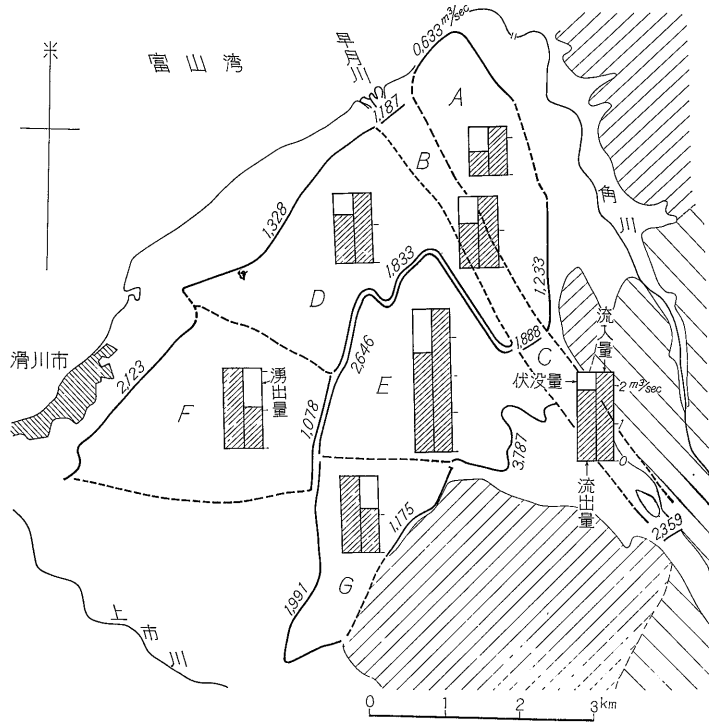 米
富山湾
早月川
0.633 m³/sec
1,187
A
B
角川
1,328
1,833
1,233
D
1,888
C
流入量
滑川市
2,123
2,646
伏没量
2 m³/sec
湧出量
E
F
1
1,078
0
3,787
流出量
1,175
2,359
G
1,991
上市川
0 1 2 3 km